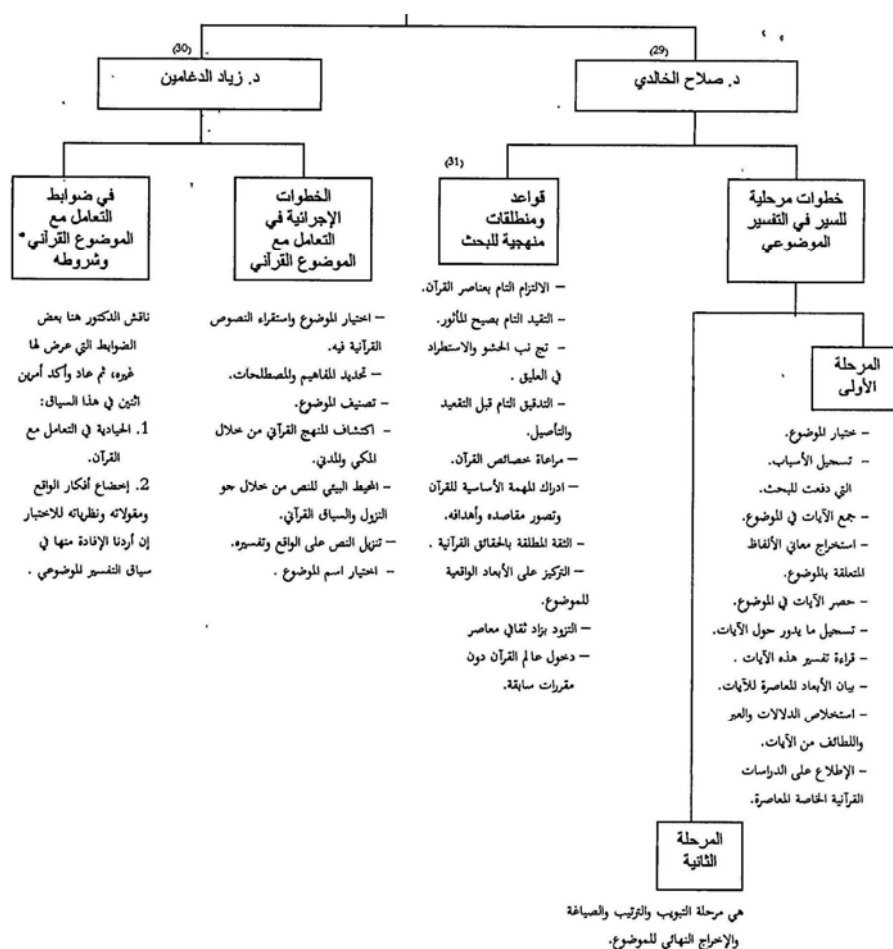 (29)
د. صلاح الخالدي
(30)
د. زياد الدغامين
خطوات مرحلية
للسير في التفسير
الموضوعي
(31)
قواعد
ومنطلقات
منهجية للبحث
الخطوات
الإجرائية في
التعامل مع
الموضوع القرآني
في ضوابط
التعامل مع
الموضوع القرآني
وشروطه
المرحلة
الأولى
– ختيار الموضوع.
– تسجيل الأسباب.
التي دفعت للبحث.
– جمع الآيات في الموضوع.
– استخراج معاني الألفاظ
المتعلقة بالموضوع.
– حصر الآيات في الموضوع.
– تسجيل ما يدور حول الآيات.
– قراءة تفسير هذه الآيات .
– بيان الأبعاد المعاصرة للآيات.
– استخلاص الدلالات والعبر
واللطائف من الآيات.
– الإطلاع على الدراسات
القرآنية الخاصة المعاصرة.
المرحلة
الثانية
هي مرحلة التبويب والترتيب والصياغة
والإخراج النهائي للموضوع.
– الالتزام التام بعناصر القرآن.
– التقيد التام بصيح المأثور.
– تج نب الحشو والاستطراد
في العليق .
– التدقيق التام قبل التقعيد
والتأصيل.
– مراعاة خصائص القرآن.
– ادراك المهمة الأساسية للقرآن
وتصور مقاصده وأهدافه.
– الثقة المطلقة بالحقائق القرآنية .
– التركيز على الأبعاد الواقعية
للموضوع.
– التزود بزاد ثقافي معاصر
– دخول عالم القرآن دون
مقررات سابقة.
– اختيار الموضوع واستقراء النصوص
القرآنية فيه.
– تحديد المفاهيم والمصطلحات.
– تصنيف الموضوع.
– اكتشاف المنهج القرآني من خلال
المكي والمدني.
– المحيط البيئي للنص من خلال جو
النزول والسياق القرآني.
– تنزيل النص على الواقع وتفسيره.
– اختيار اسم الموضوع .
ناقش الدكتور هنا بعض
الضوابط التي عرض لها
غيره، ثم عاد وأكد أمرين
اثنين في هذا السياق:
1. الحيادية في التعامل مع
القرآن.
2. إخضاع أفكار الواقع
ومقولاته ونظرياته للاختبار
إن أردنا الإفادة منها في
سياق التفسير للموضوعي .